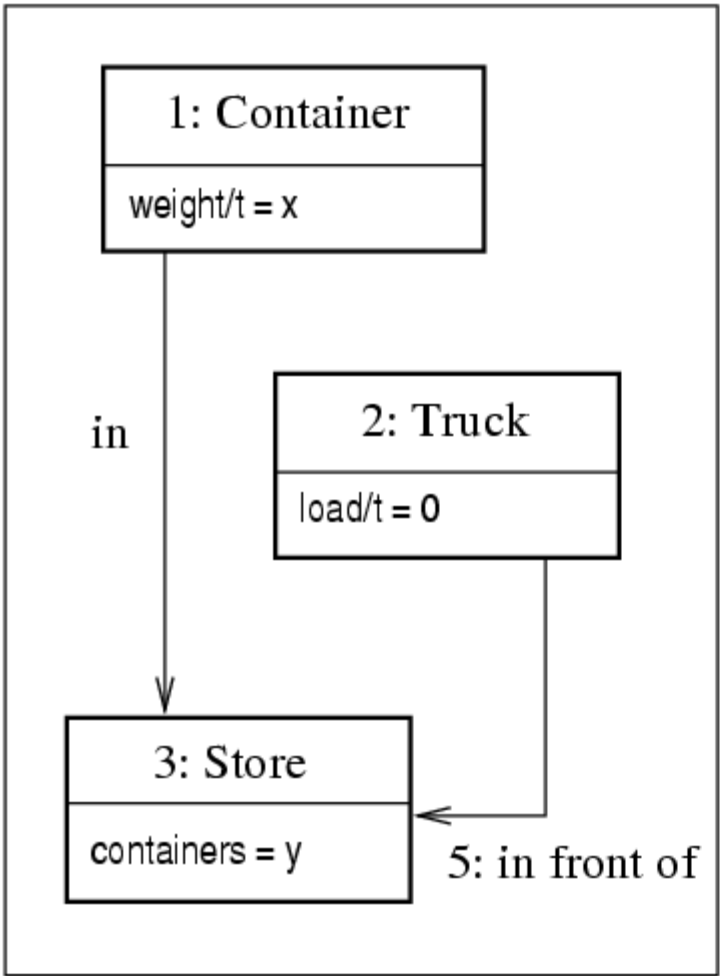 1: Container
weight/t = x
in
2: Truck
load/t = 0
3: Store
containers = y
5: in front of